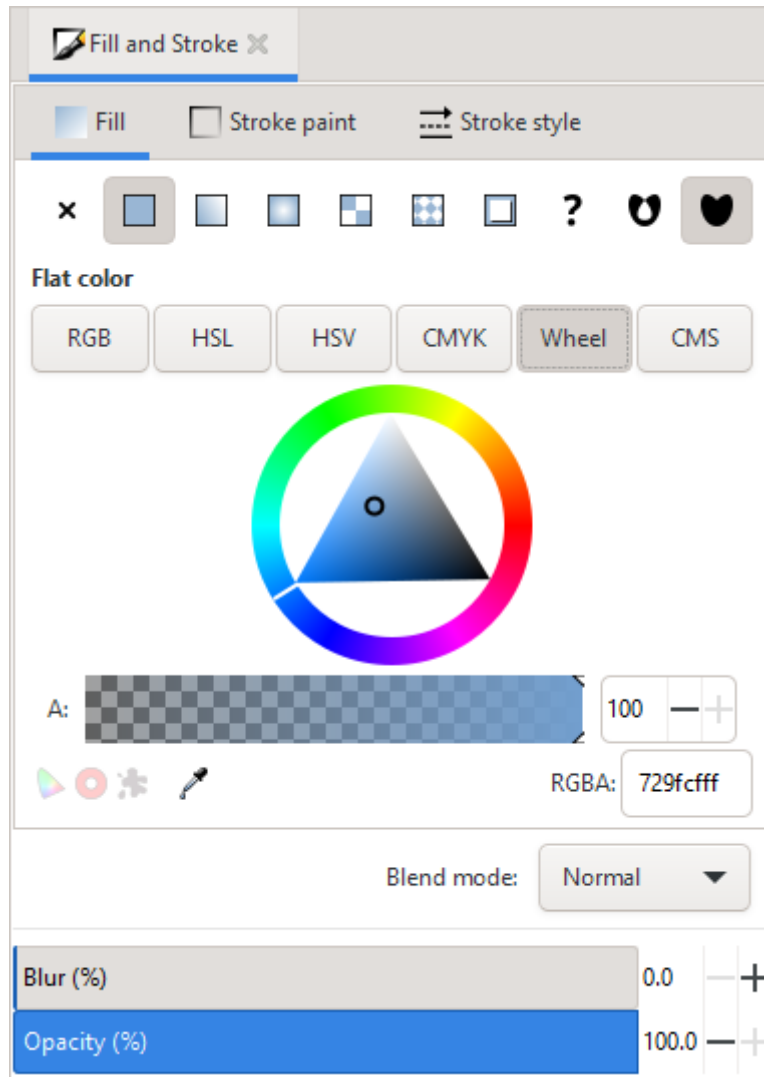 Fill and Stroke
Fill Stroke paint Stroke style
?
Flat color
RGB HSL HSV CMYK Wheel CMS
A: 100
RGBA: 729fcfff
Blend mode: Normal
Blur (%) 0.0
Opacity (%) 100.0